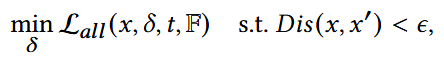 min_δ ℒ_all(x, δ, t, 𝔽) s.t. Dis(x, x′) < ϵ,